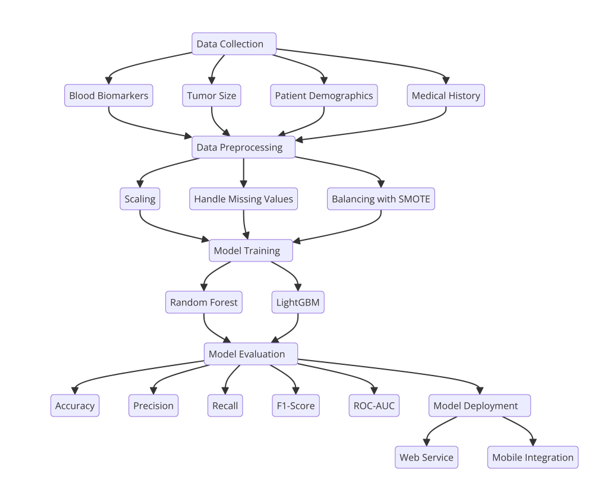 Data Collection
Blood Biomarkers
Tumor Size
Patient Demographics
Medical History
Data Preprocessing
Scaling
Handle Missing Values
Balancing with SMOTE
Model Training
Random Forest
LightGBM
Model Evaluation
Accuracy
Precision
Recall
F1-Score
ROC-AUC
Model Deployment
Web Service
Mobile Integration